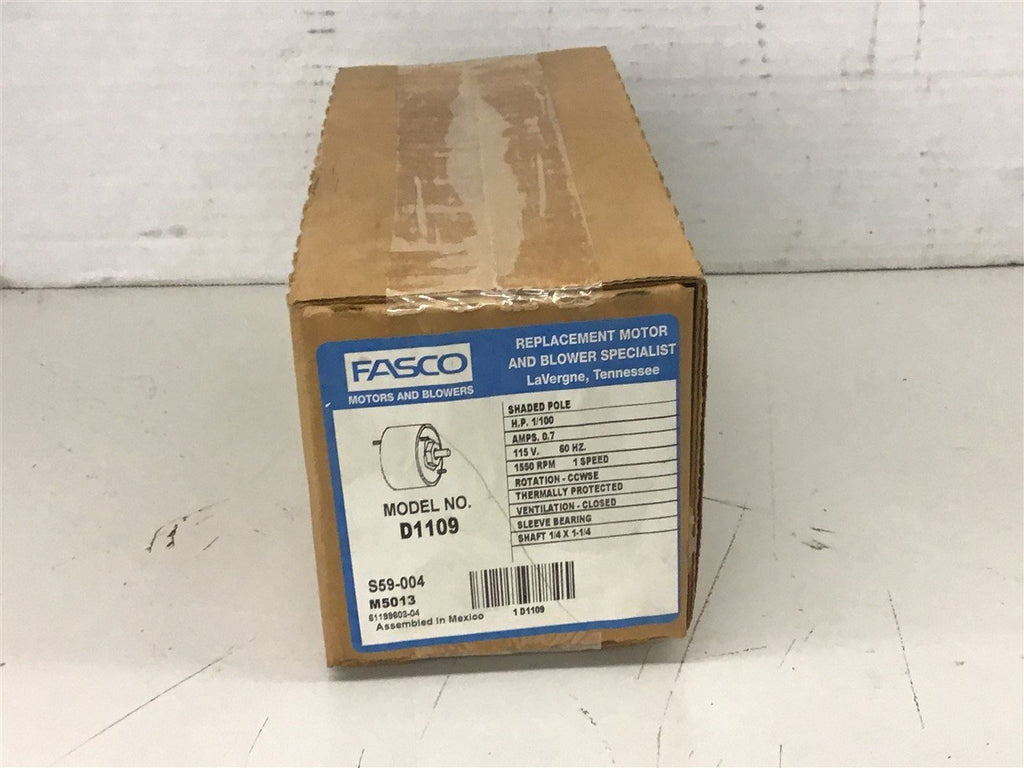 FASCO
MOTORS AND BLOWERS
REPLACEMENT MOTOR
AND BLOWER SPECIALIST
LaVergne, Tennessee
SHADED POLE
H.P. 1/100
AMPS. 0.7
115 V. 60 HZ.
1550 RPM 1 SPEED
ROTATION - CCWSE
THERMALLY PROTECTED
VENTILATION - CLOSED
SLEEVE BEARING
SHAFT 1/4 X 1-1/4
MODEL NO.
D1109
S59-004
M5013
61199603-04
Assembled in Mexico
1 D1109